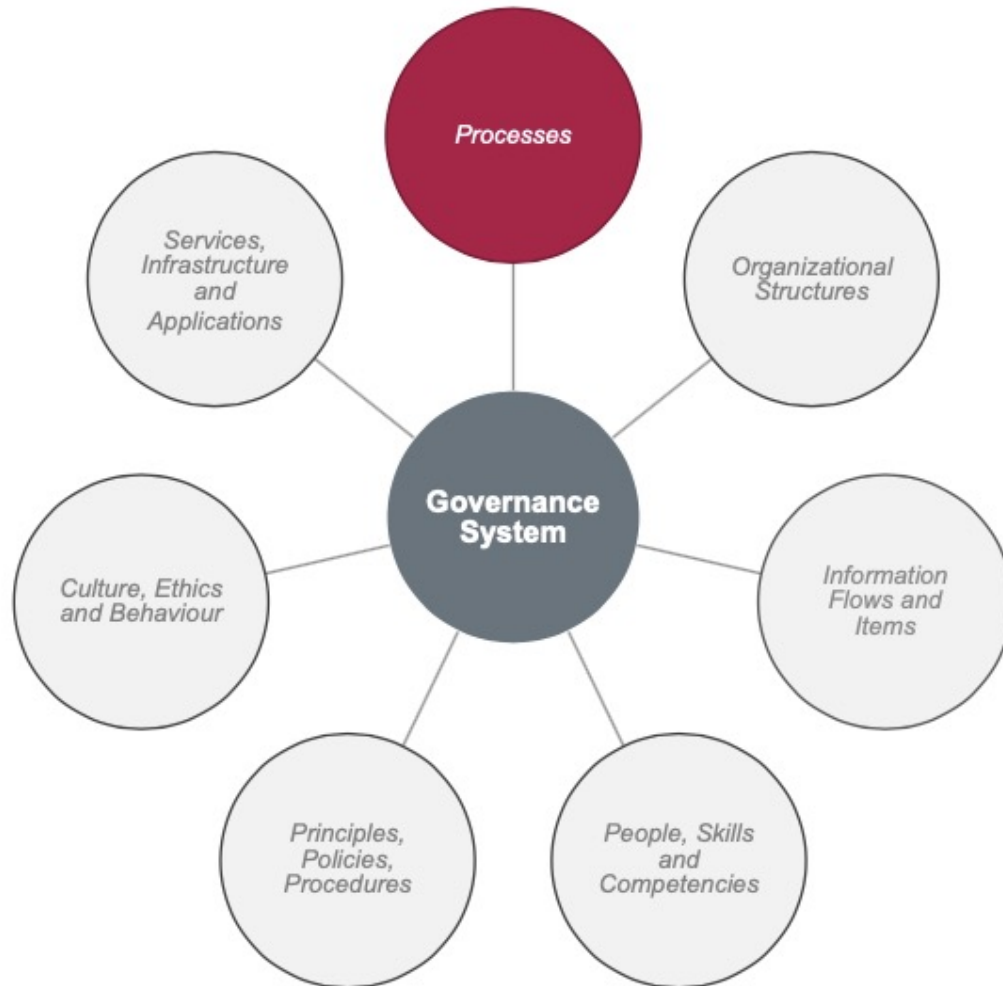 Processes
Services,
Infrastructure
and
Applications
Organizational
Structures
Governance
System
Culture, Ethics
and Behaviour
Information
Flows and
Items
Principles,
Policies,
Procedures
People, Skills
and
Competencies